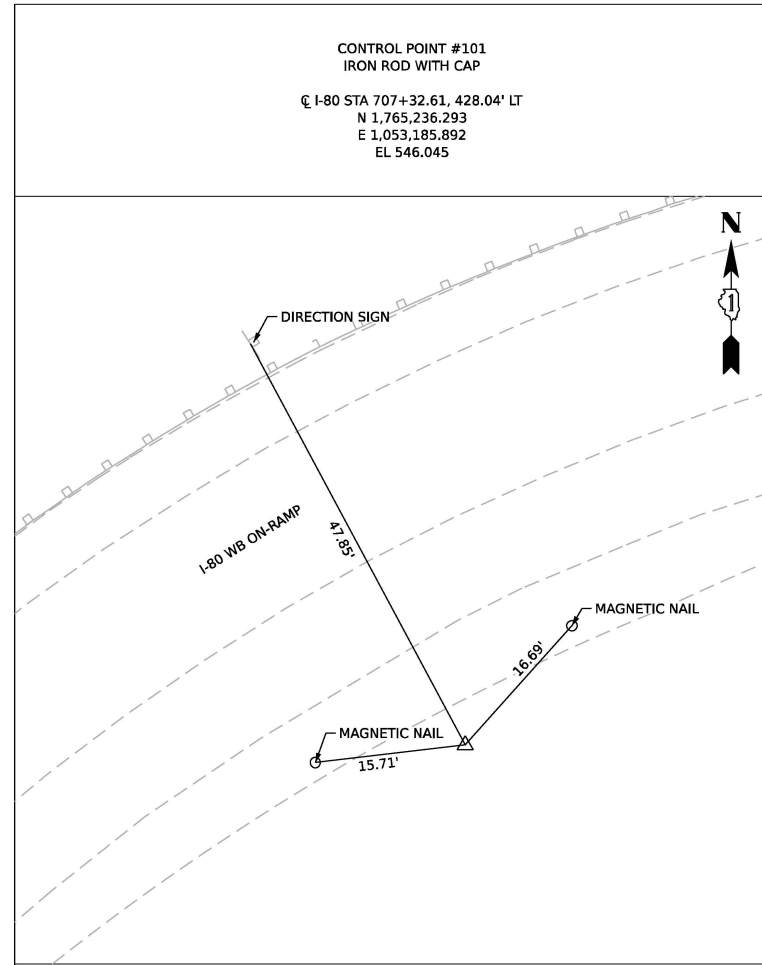 CONTROL POINT #101
IRON ROD WITH CAP
℄ I-80 STA 707+32.61, 428.04' LT
N 1,765,236.293
E 1,053,185.892
EL 546.045
N
1
DIRECTION SIGN
I-80 WB ON-RAMP
47.85'
MAGNETIC NAIL
16.69'
MAGNETIC NAIL
15.71'